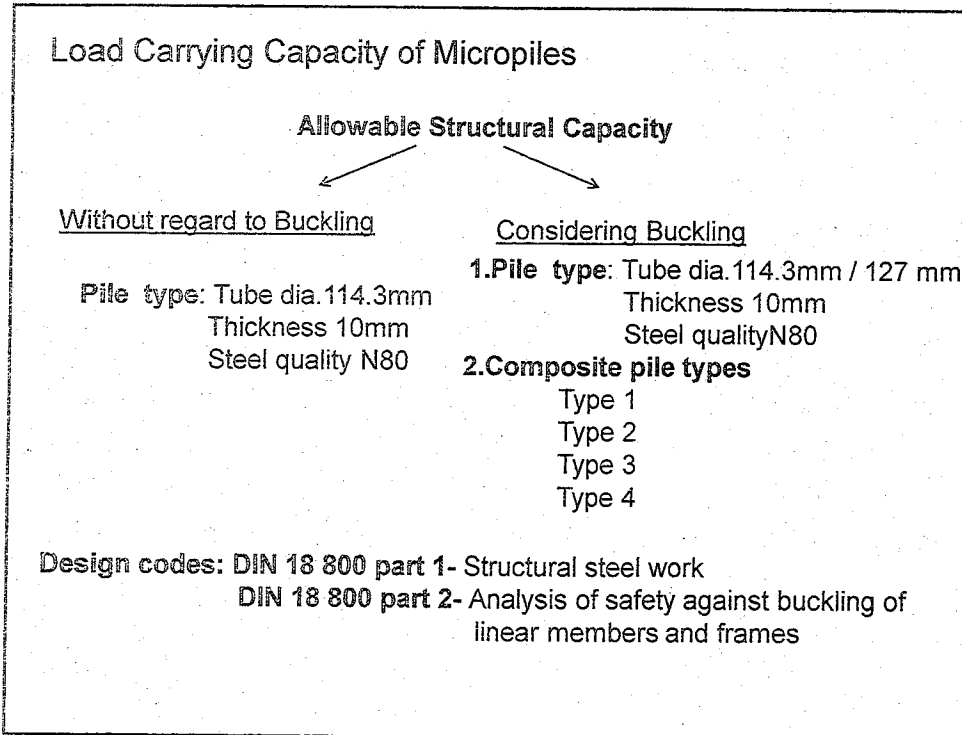 Load Carrying Capacity of Micropiles
Allowable Structural Capacity
Without regard to Buckling
Pile type: Tube dia.114.3mm
Thickness 10mm
Steel quality N80
Considering Buckling
1.Pile type: Tube dia.114.3mm / 127 mm
Thickness 10mm
Steel qualityN80
2.Composite pile types
Type 1
Type 2
Type 3
Type 4
Design codes: DIN 18 800 part 1- Structural steel work
DIN 18 800 part 2- Analysis of safety against buckling of
linear members and frames